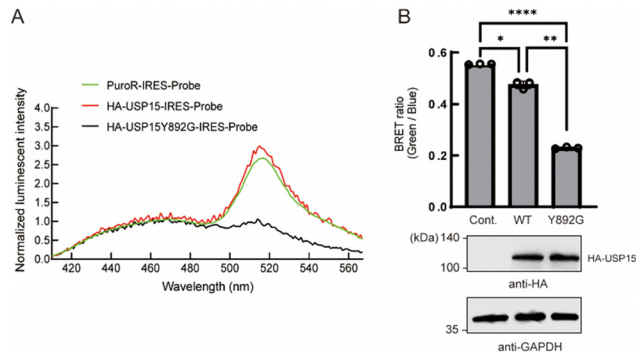 A
PuroR-IRES-Probe
HA-USP15-IRES-Probe
HA-USP15Y892G-IRES-Probe
Normalized luminescent intensity
4.0
3.5
3.0
2.5
2.0
1.5
1.0
0.5
0.0
420 440 460 480 500 520 540 560
Wavelength (nm)
B
****
* **
BRET ratio
(Green / Blue)
0.6
0.4
0.2
0.0
Cont. WT Y892G
(kDa)
140
100
HA-USP15
anti-HA
35
anti-GAPDH